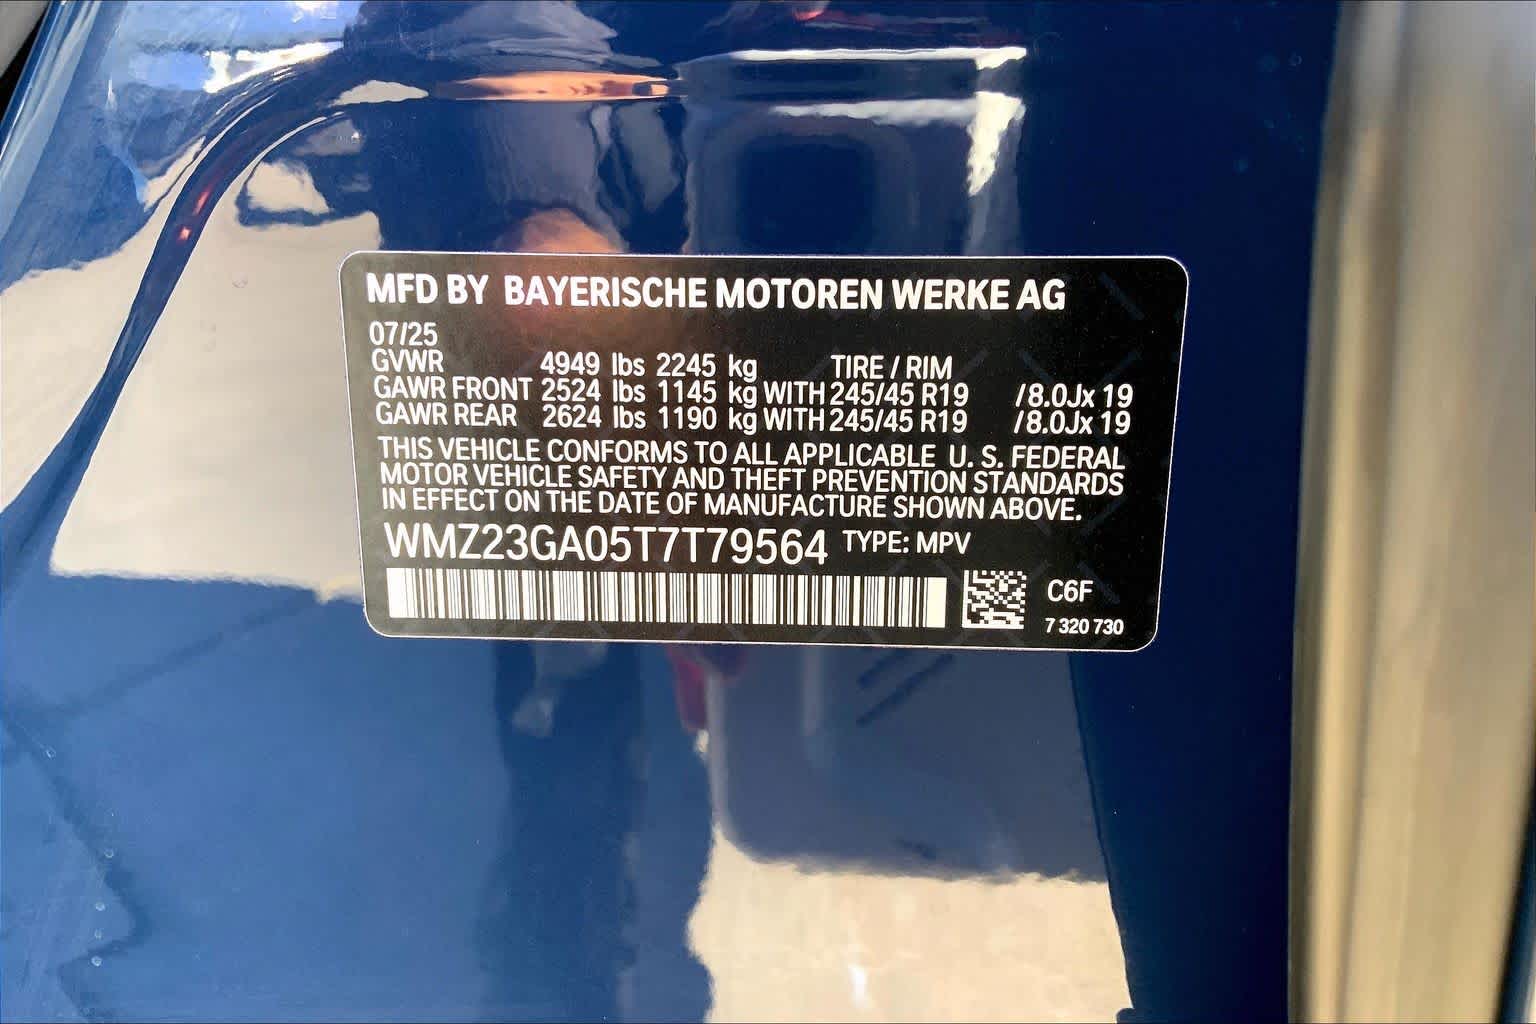 MFD BY BAYERISCHE MOTOREN WERKE AG
07/25
GVWR 4949 lbs 2245 kg TIRE / RIM
GAWR FRONT 2524 lbs 1145 kg WITH 245/45 R19 /8.0Jx 19
GAWR REAR 2624 lbs 1190 kg WITH 245/45 R19 /8.0Jx 19
THIS VEHICLE CONFORMS TO ALL APPLICABLE U. S. FEDERAL
MOTOR VEHICLE SAFETY AND THEFT PREVENTION STANDARDS
IN EFFECT ON THE DATE OF MANUFACTURE SHOWN ABOVE.
WMZ23GA05T7T79564 TYPE: MPV
C6F
7 320 730